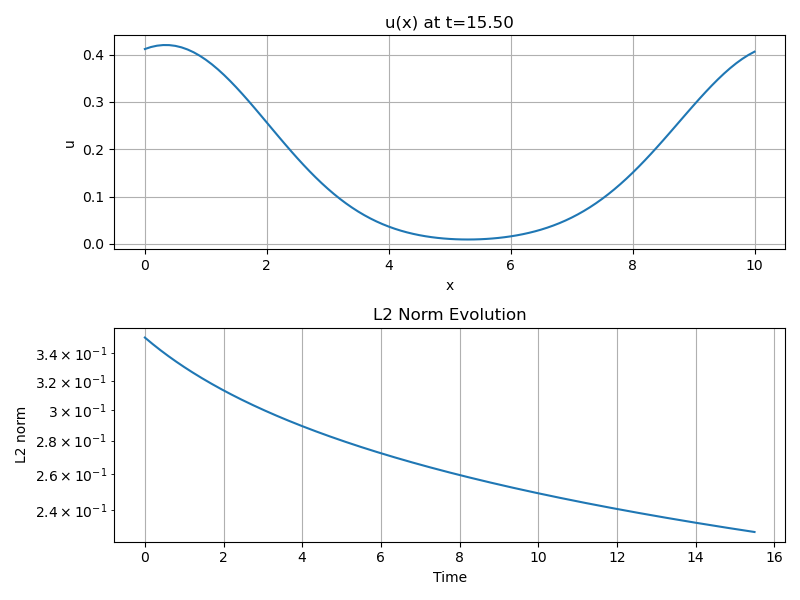 u(x) at t=15.50
u
0.4
0.3
0.2
0.1
0.0
0 2 4 6 8 10
x
L2 Norm Evolution
L2 norm
3.4 × 10⁻¹
3.2 × 10⁻¹
3 × 10⁻¹
2.8 × 10⁻¹
2.6 × 10⁻¹
2.4 × 10⁻¹
0 2 4 6 8 10 12 14 16
Time